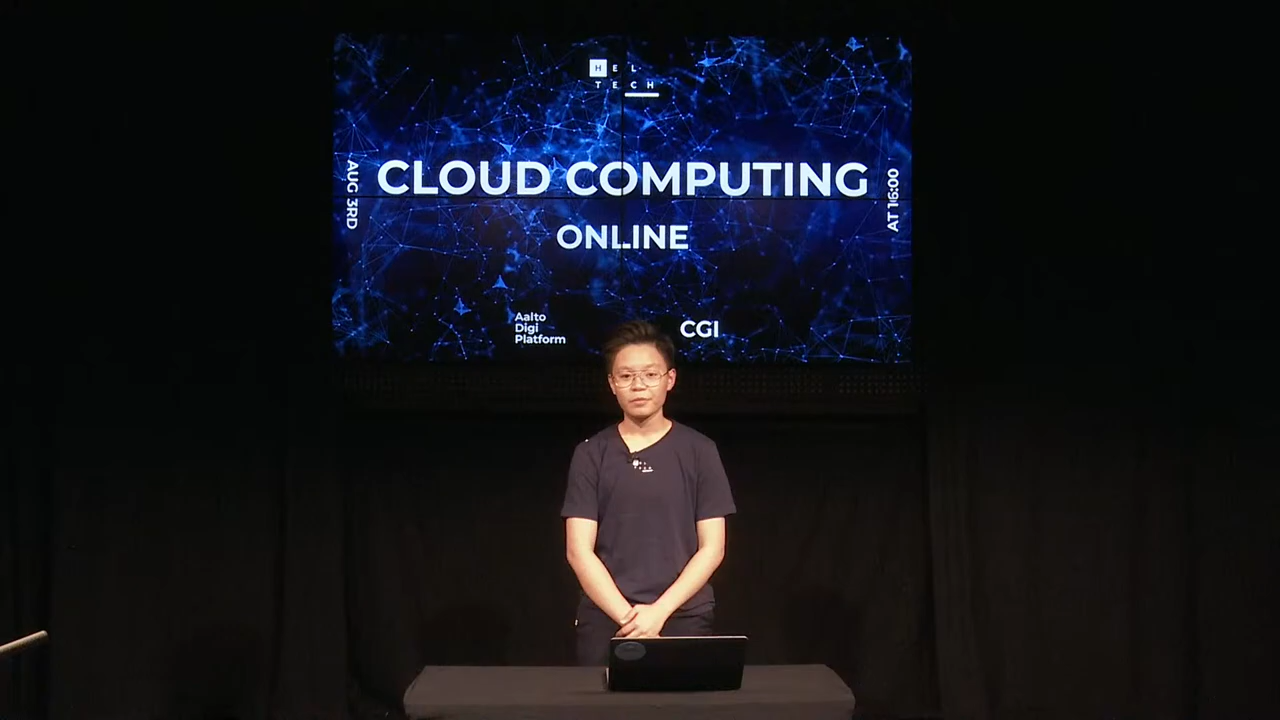 HEL
TECH
AUG 3RD
CLOUD COMPUTING
AT 16:00
ONLINE
Aalto
Digi
Platform
CGI